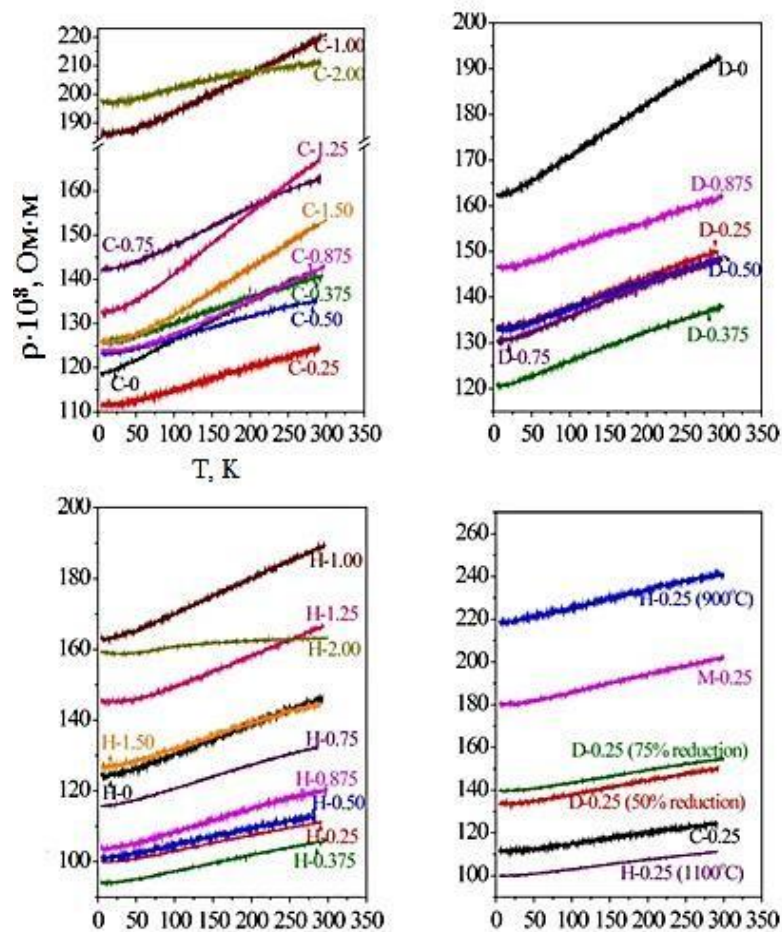 220
210
200
190
160
150
140
130
120
110
C-1.00
C-2.00
C-1.25
C-0.75
C-1.50
C-0.875
C-0.375
C-0.50
C-0
C-0.25
0 50 100 150 200 250 300 350
ρ·10⁸, Ом·м
T, K
200
190
180
170
160
150
140
130
120
D-0
D-0.875
D-0.25
D-0.50
D-0.75
D-0.375
0 50 100 150 200 250 300 350
200
180
160
140
120
100
H-1.00
H-1.25
H-2.00
H-1.50
H-0.75
H-0
H-0.875
H-0.50
H-0.25
H-0.375
0 50 100 150 200 250 300 350
260
240
220
200
180
160
140
120
100
H-0.25 (900°C)
M-0.25
D-0.25 (75% reduction)
D-0.25 (50% reduction)
C-0.25
H-0.25 (1100°C)
0 50 100 150 200 250 300 350